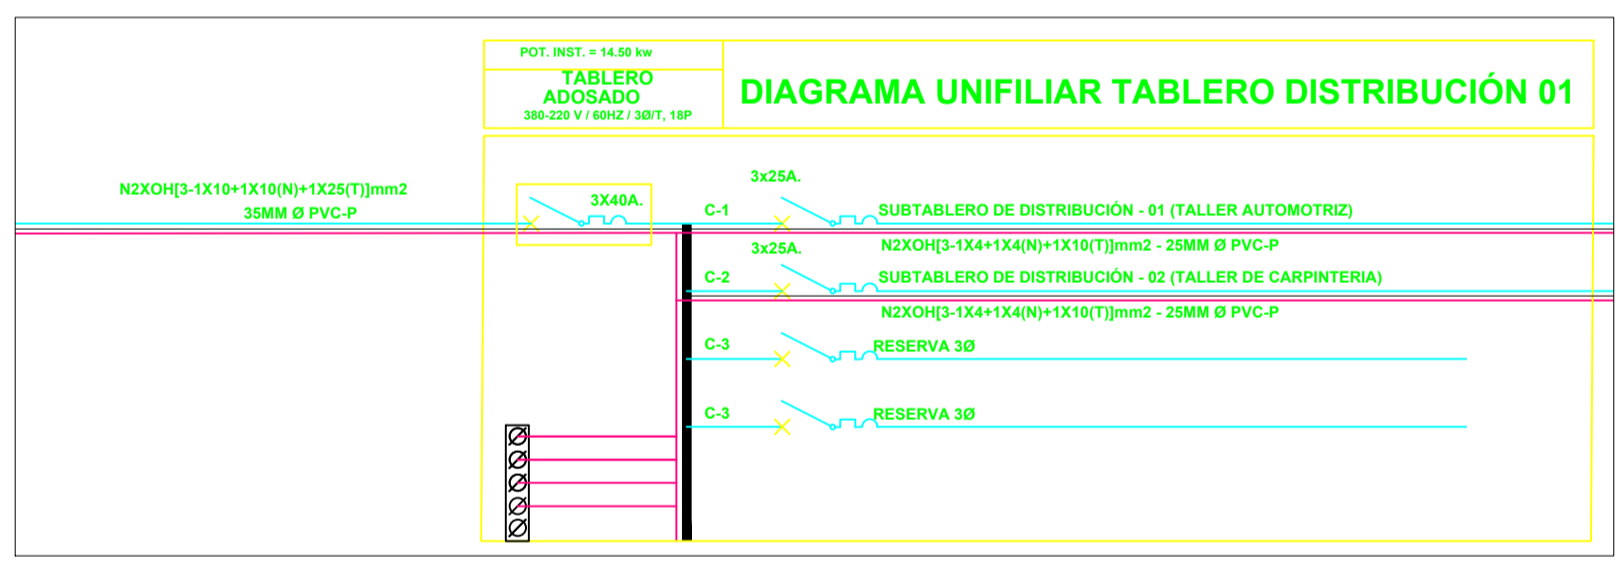 POT. INST. = 14.50 kw
TABLERO
ADOSADO
380-220 V / 60HZ / 3Ø/T, 18P
DIAGRAMA UNIFILIAR TABLERO DISTRIBUCIÓN 01
N2XOH[3-1X10+1X10(N)+1X25(T)]mm2
35MM Ø PVC-P
3X40A.
3x25A.
C-1
SUBTABLERO DE DISTRIBUCIÓN - 01 (TALLER AUTOMOTRIZ)
N2XOH[3-1X4+1X4(N)+1X10(T)]mm2 - 25MM Ø PVC-P
3x25A.
C-2
SUBTABLERO DE DISTRIBUCIÓN - 02 (TALLER DE CARPINTERIA)
N2XOH[3-1X4+1X4(N)+1X10(T)]mm2 - 25MM Ø PVC-P
C-3
RESERVA 3Ø
C-3
RESERVA 3Ø